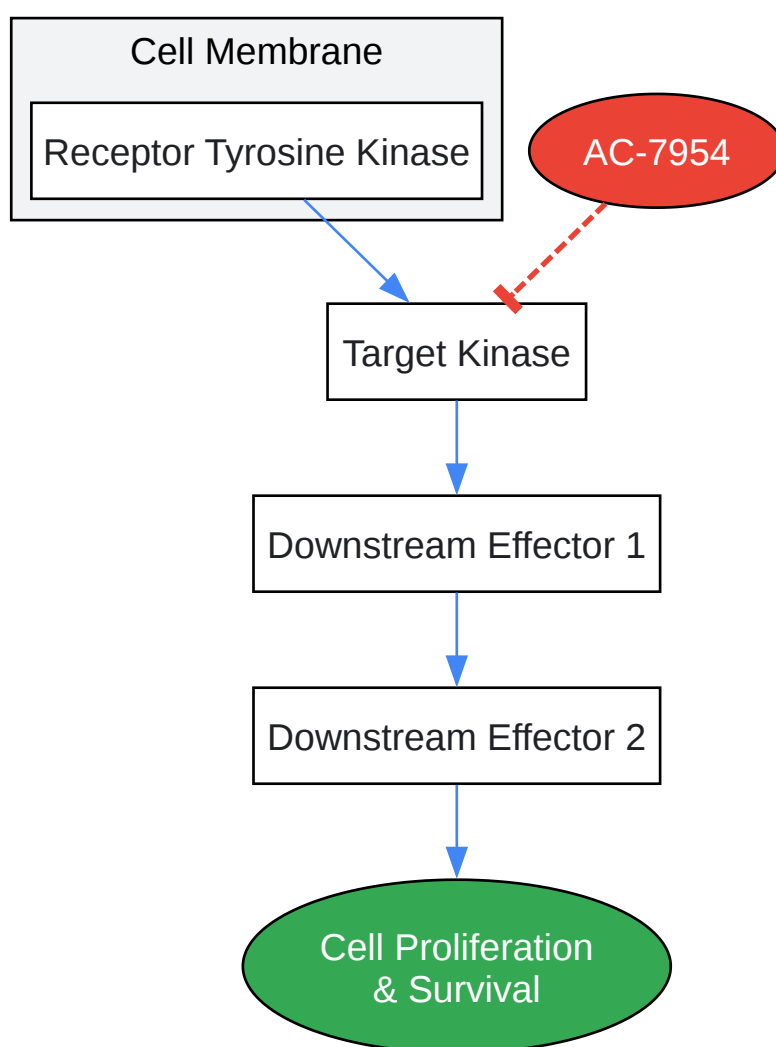 Cell Membrane
Receptor Tyrosine Kinase
AC-7954
Target Kinase
Downstream Effector 1
Downstream Effector 2
Cell Proliferation
& Survival